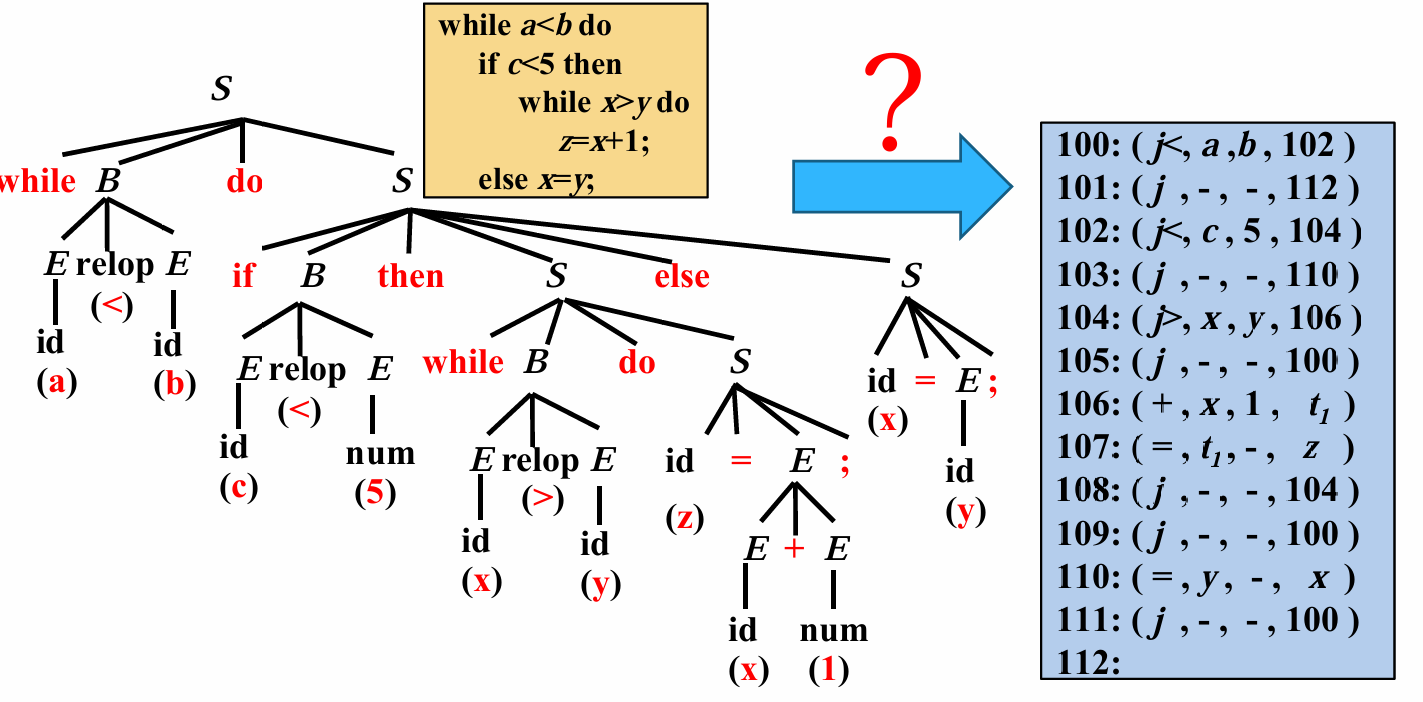 while a<b do
if c<5 then
while x>y do
z=x+1;
else x=y;
?
S
while B do S
E relop E
(<)
id id
(a) (b)
if B then S else S
E relop E
(<)
id num
(c) (5)
while B do S
E relop E
(>)
id id
(x) (y)
id = E ;
(z)
E + E
id num
(x) (1)
id = E ;
(x)
id
(y)
100: ( j<, a ,b , 102 )
101: ( j , - , - , 112 )
102: ( j<, c , 5 , 104 )
103: ( j , - , - , 110 )
104: ( j>, x , y , 106 )
105: ( j , - , - , 100 )
106: ( + , x , 1 , t1 )
107: ( = , t1 , - , z )
108: ( j , - , - , 104 )
109: ( j , - , - , 100 )
110: ( = , y , - , x )
111: ( j , - , - , 100 )
112: